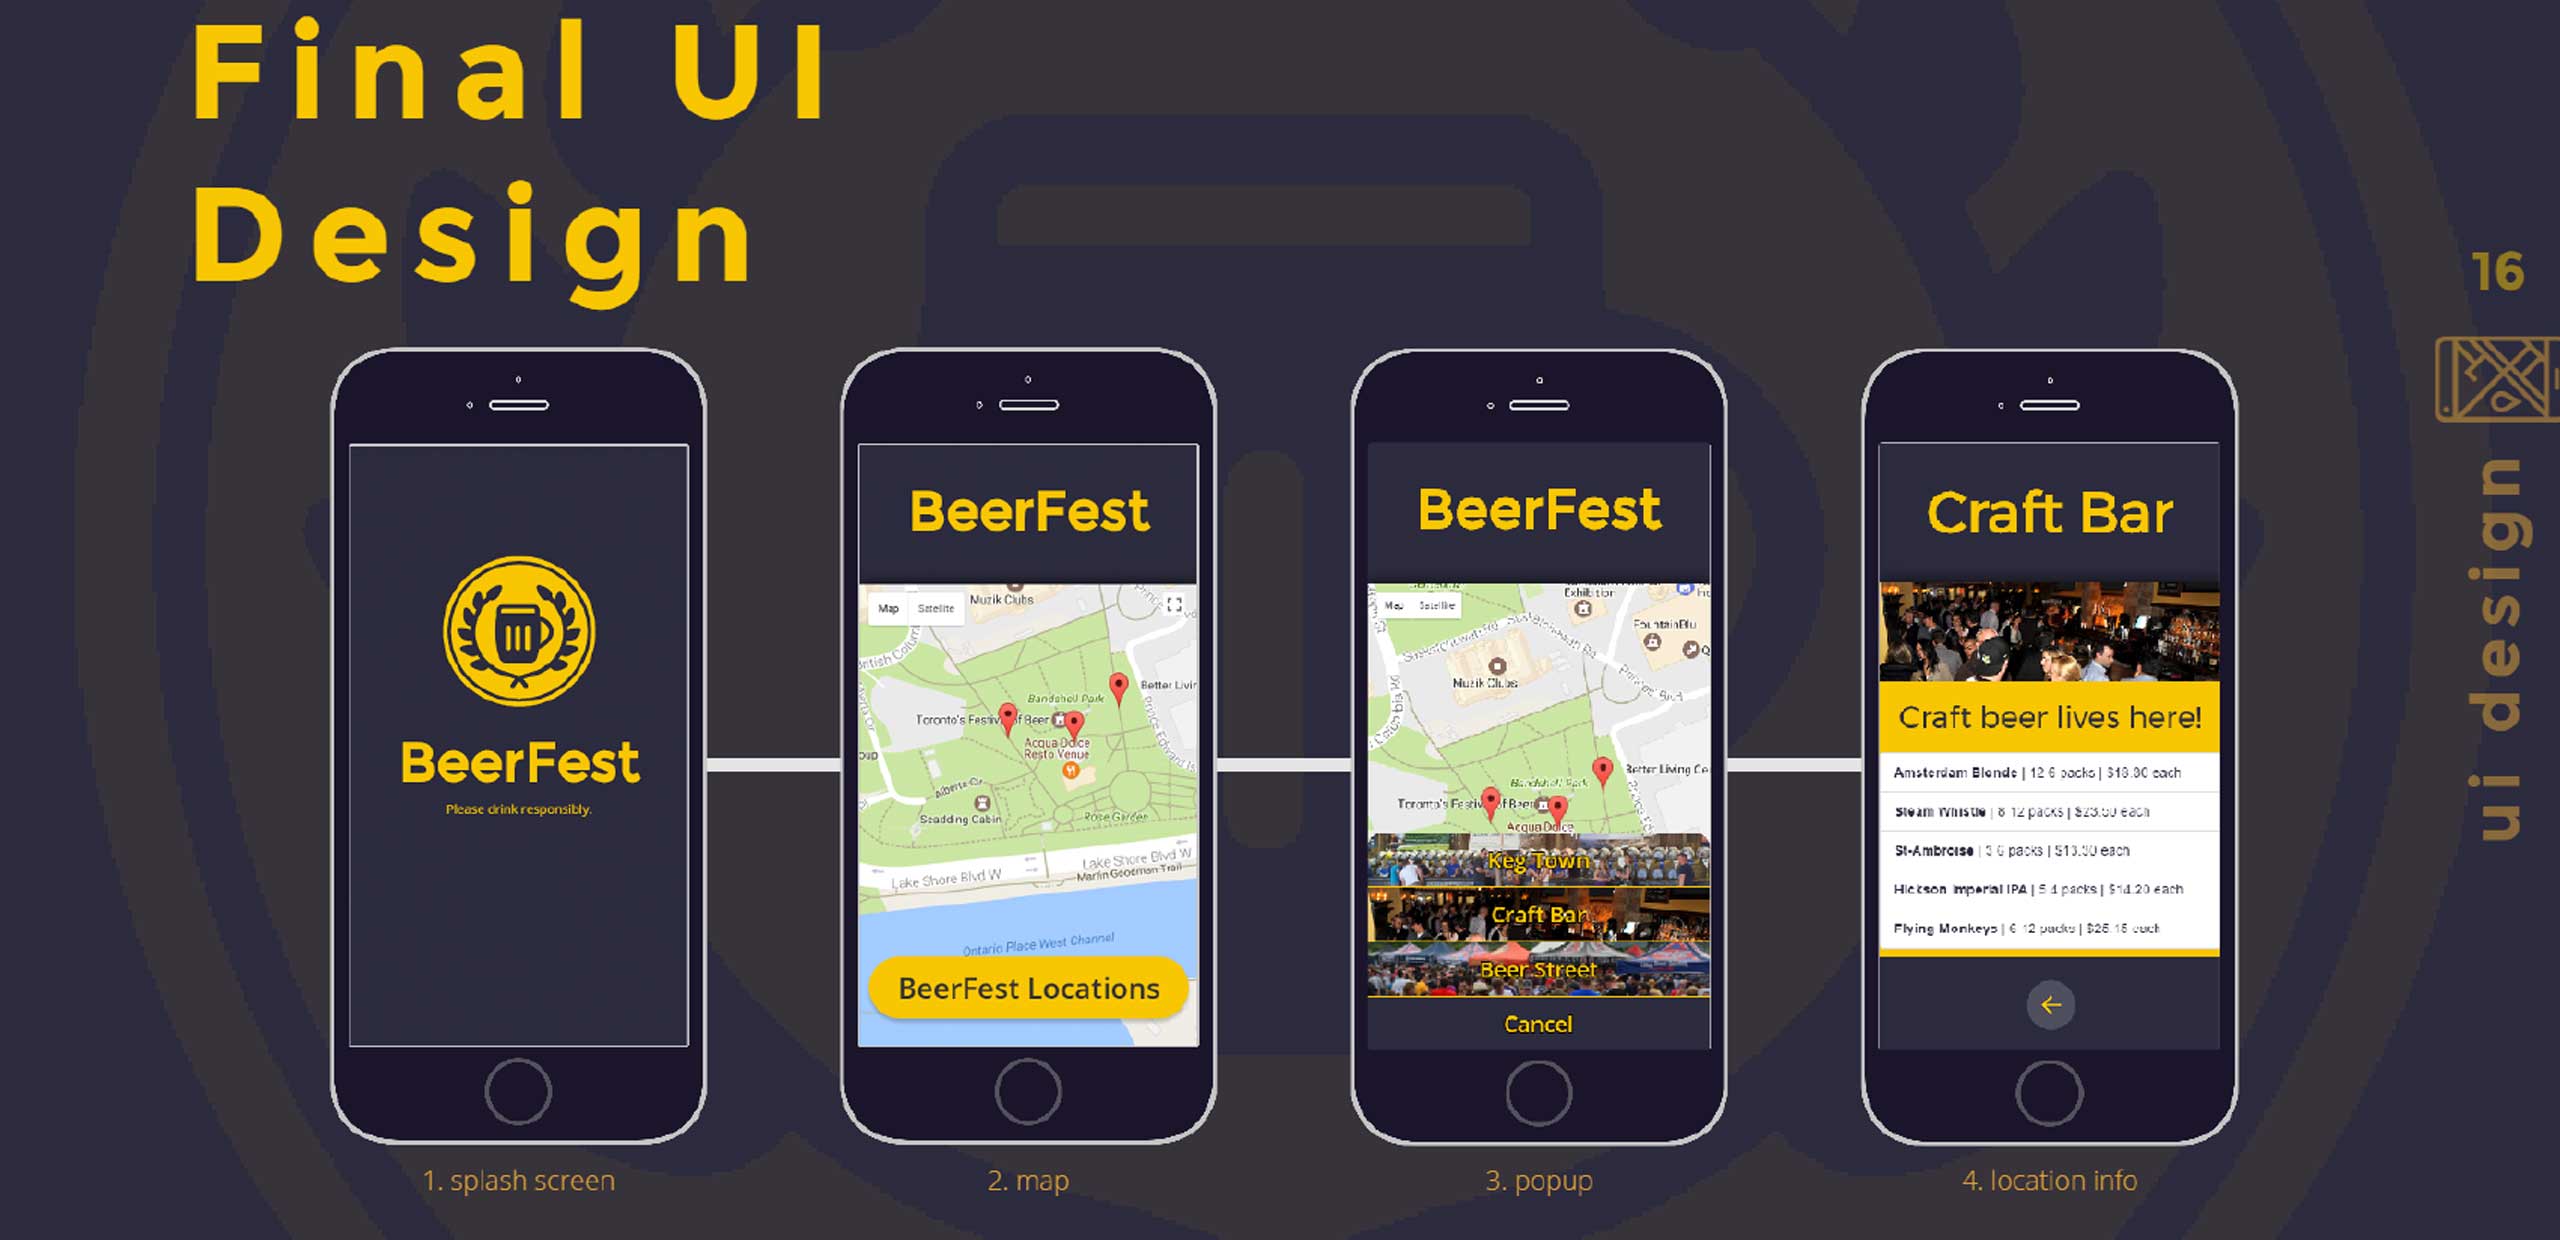 Final UI
Design
16
ui design
BeerFest
Please drink responsibly.
1. splash screen
BeerFest
Map Satellite
Muzik Clubs
Better Livin
Bandshell Park
Toronto's Festiv of Beer
Acqua Dolce
Resto Venue
Alberta Cir
Scadding Cabin
Rose Garden
Lake Shore Blvd W
Lake Shore Blvd W
Martin Goodman Trail
Ontario Place West Channel
BeerFest Locations
2. map
BeerFest
Map Satellite
Exhibition
FountainBlu
Muzik Clubs
Bandshell Park
Better Living Ce
Toronto's Festiv of Beer
Acqua Dolce
Keg Town
Craft Bar
Beer Street
Cancel
3. popup
Craft Bar
Craft beer lives here!
Amsterdam Blonde | 12 6 packs | each
Steam Whistle | 8 12 packs | $23.50 each
St-Ambroise | 3 6 packs | $13.30 each
Hickson Imperial IPA | 5 4 packs | $14.20 each
Flying Monkeys | 6 12 packs | $25.15 each
4. location info